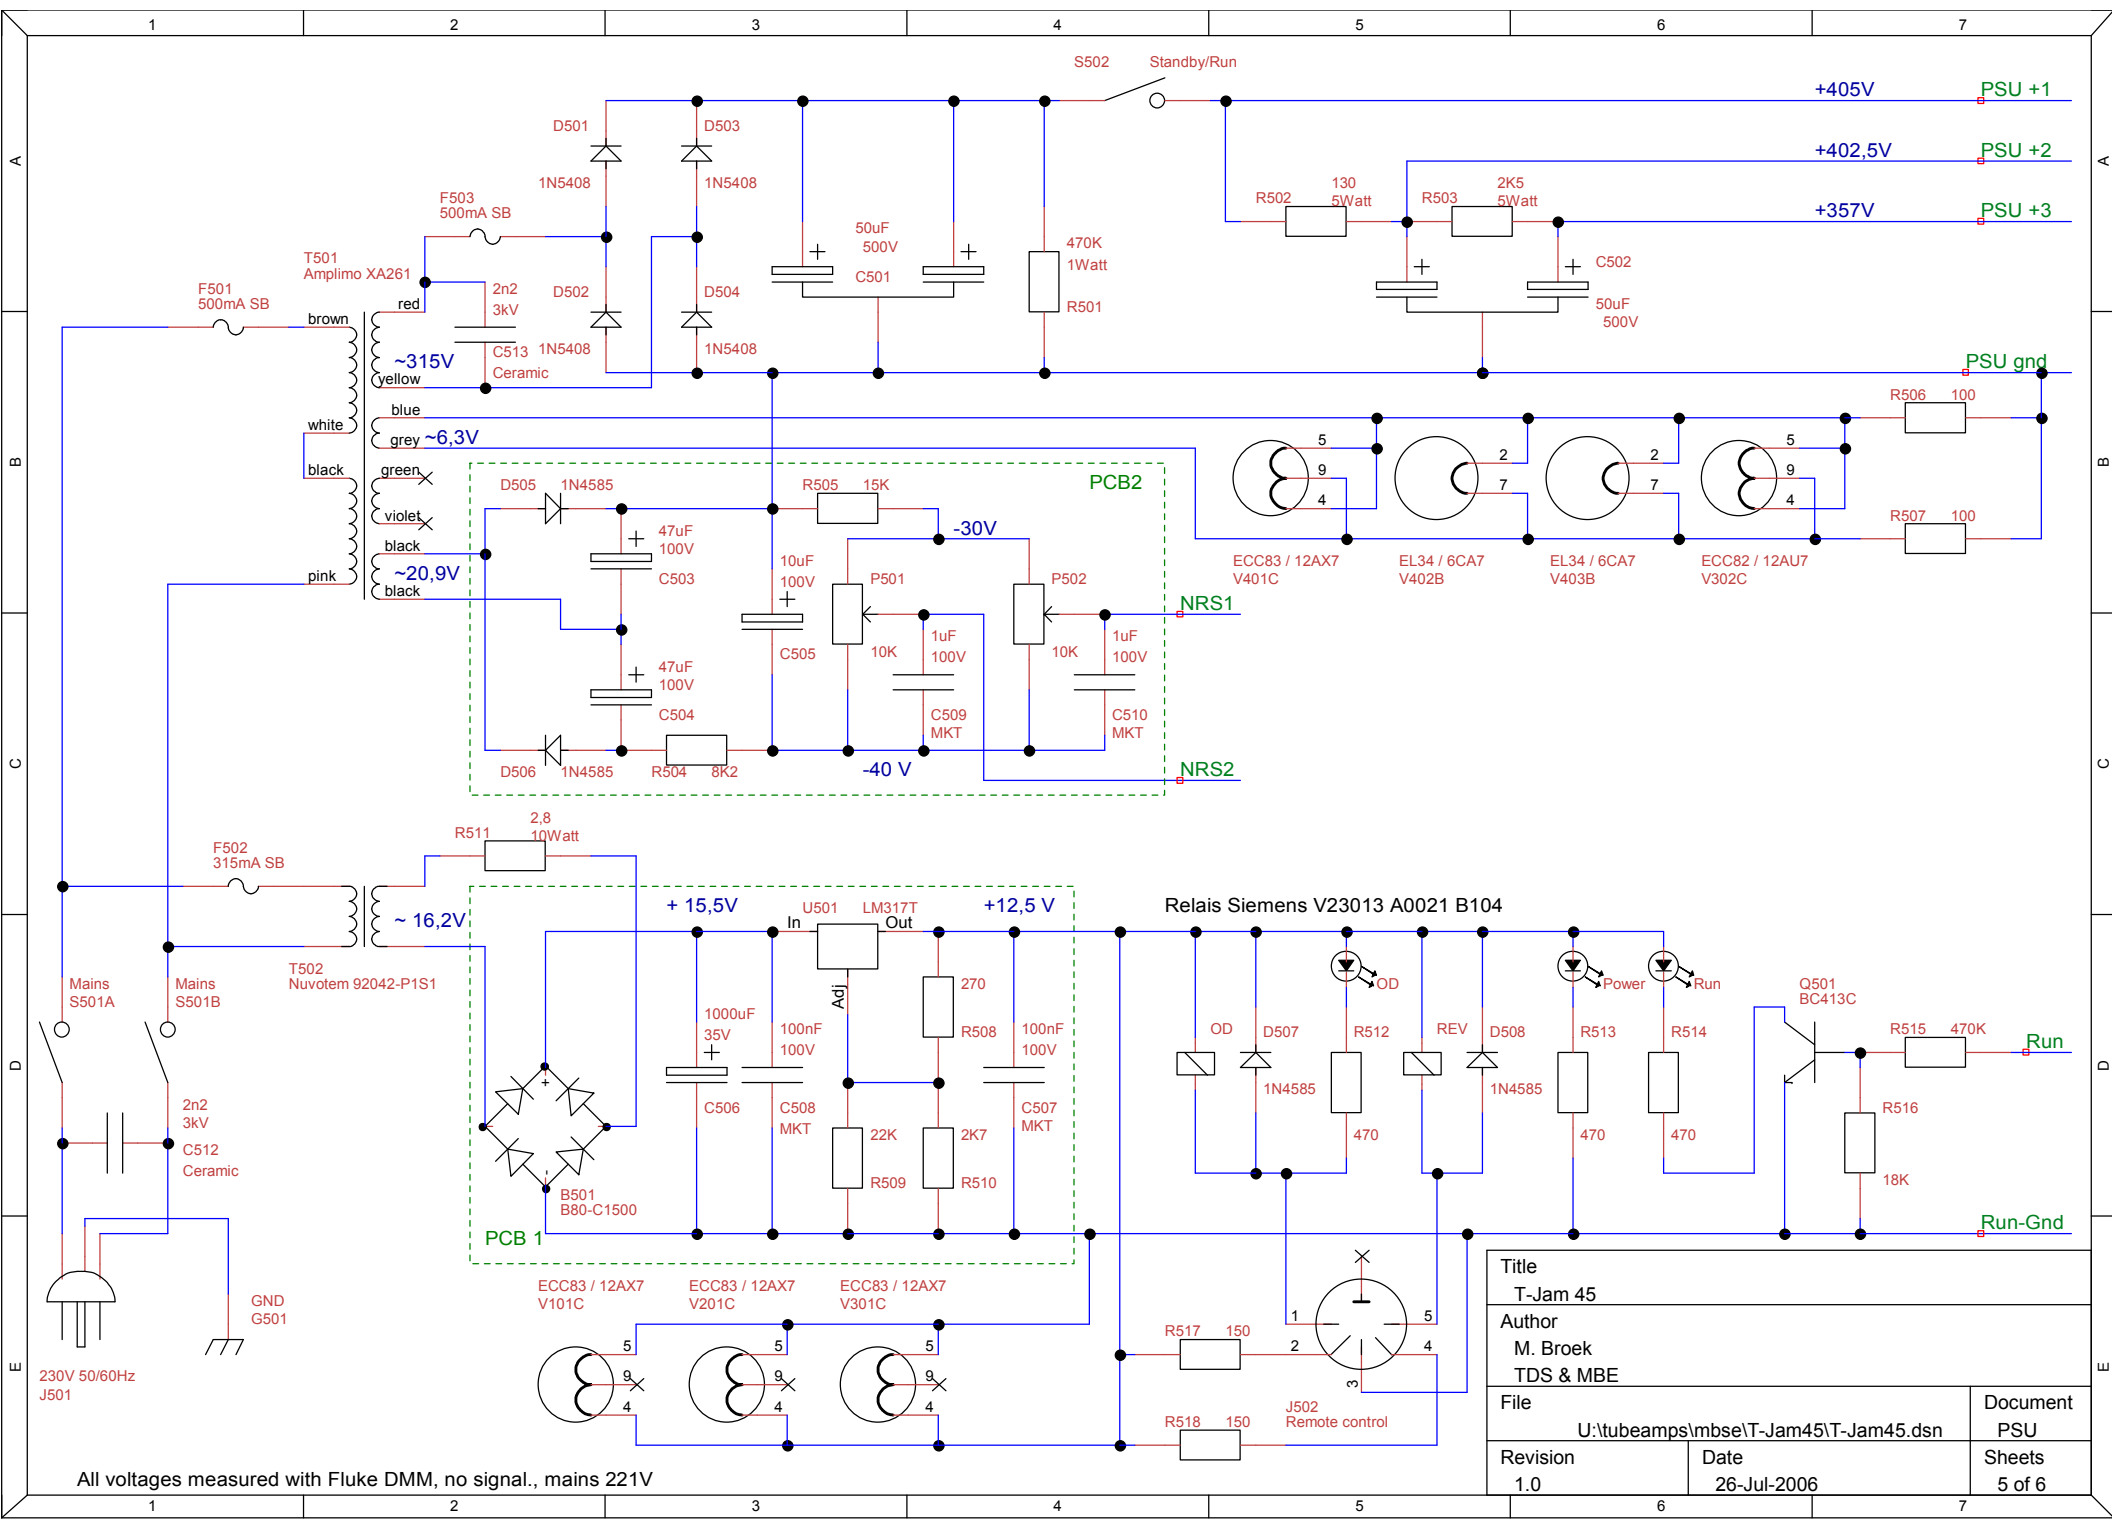 1 2 3 4 5 6 7
A
B
C
D
E
A
B
C
D
E
1 2 3 4 5 6 7
S502 Standby/Run
+405V PSU +1
+402,5V PSU +2
+357V PSU +3
PSU gnd
D501
1N5408
D503
1N5408
D502
1N5408
D504
1N5408
F503
500mA SB
T501
Amplimo XA261
F501
500mA SB
brown
white
black
pink
red
yellow
blue
grey
green
violet
black
black
~315V
~6,3V
~20,9V
2n2
3kV
C513
Ceramic
50uF
500V
C501
470K
1Watt
R501
R502
130
5Watt
R503
2K5
5Watt
C502
50uF
500V
R506 100
R507 100
5
9
4
ECC83 / 12AX7
V401C
2
7
EL34 / 6CA7
V402B
2
7
EL34 / 6CA7
V403B
5
9
4
ECC82 / 12AU7
V302C
PCB2
D505 1N4585
47uF
100V
C503
47uF
100V
C504
D506 1N4585
R504 8K2
R505 15K
10uF
100V
C505
-30V
P501
10K
P502
10K
1uF
100V
C509
MKT
1uF
100V
C510
MKT
-40 V
NRS1
NRS2
R511
2,8
10Watt
F502
315mA SB
~ 16,2V
T502
Nuvotem 92042-P1S1
Mains
S501A
Mains
S501B
2n2
3kV
C512
Ceramic
GND
G501
230V 50/60Hz
J501
+ 15,5V
U501 LM317T
In Out
Adj
+12,5 V
1000uF
35V
C506
100nF
100V
C508
MKT
270
R508
22K
R509
2K7
R510
100nF
100V
C507
MKT
+
-
B501
B80-C1500
PCB 1
Relais Siemens V23013 A0021 B104
OD
D507
1N4585
OD
R512
470
REV
D508
1N4585
Power
R513
470
Run
R514
470
Q501
BC413C
R515 470K
Run
R516
18K
Run-Gnd
ECC83 / 12AX7
V101C
5
9
4
ECC83 / 12AX7
V201C
5
9
4
ECC83 / 12AX7
V301C
5
9
4
R517 150
R518 150
1
2
3
4
5
J502
Remote control
Title
T-Jam 45
Author
M. Broek
TDS & MBE
File
U:\tubeamps\mbse\T-Jam45\T-Jam45.dsn
Document
PSU
Revision
1.0
Date
26-Jul-2006
Sheets
5 of 6
All voltages measured with Fluke DMM, no signal., mains 221V